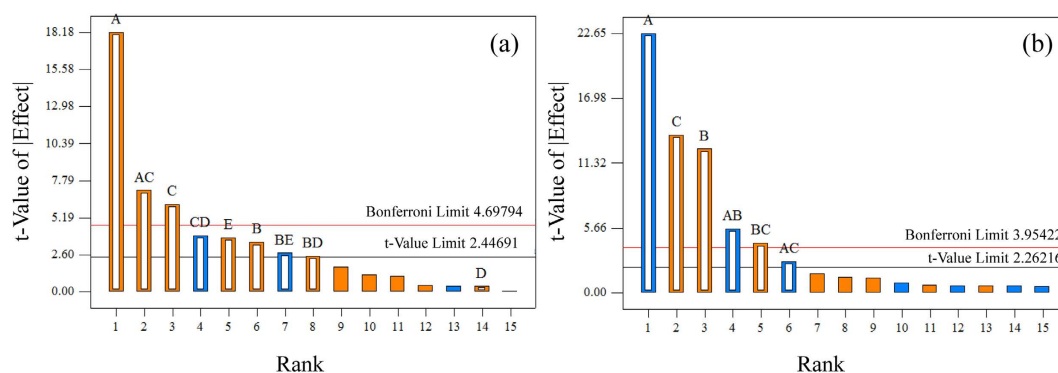 (a)
t-Value of |Effect|
18.18
15.58
12.98
10.39
7.79
5.19
2.60
0.00
A
AC
C
CD
E
B
BE
BD
D
Bonferroni Limit 4.69794
t-Value Limit 2.44691
1 2 3 4 5 6 7 8 9 10 11 12 13 14 15
Rank
(b)
t-Value of |Effect|
22.65
16.98
11.32
5.66
0.00
A
C
B
AB
BC
AC
Bonferroni Limit 3.95422
t-Value Limit 2.26216
1 2 3 4 5 6 7 8 9 10 11 12 13 14 15
Rank